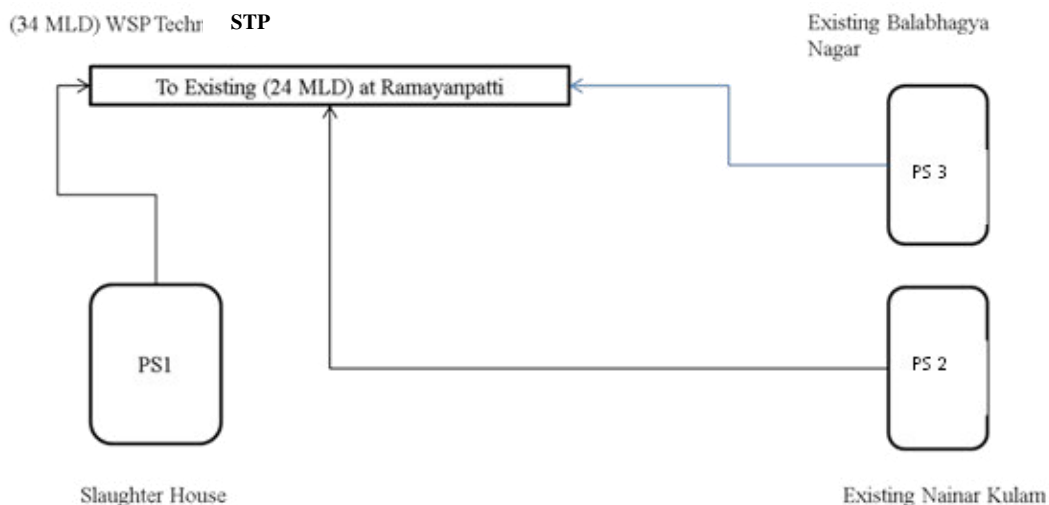 (34 MLD) WSP Techr STP
Existing Balabhagya
Nagar
To Existing (24 MLD) at Ramayanpatti
PS 3
PS1
PS 2
Slaughter House
Existing Nainar Kulam